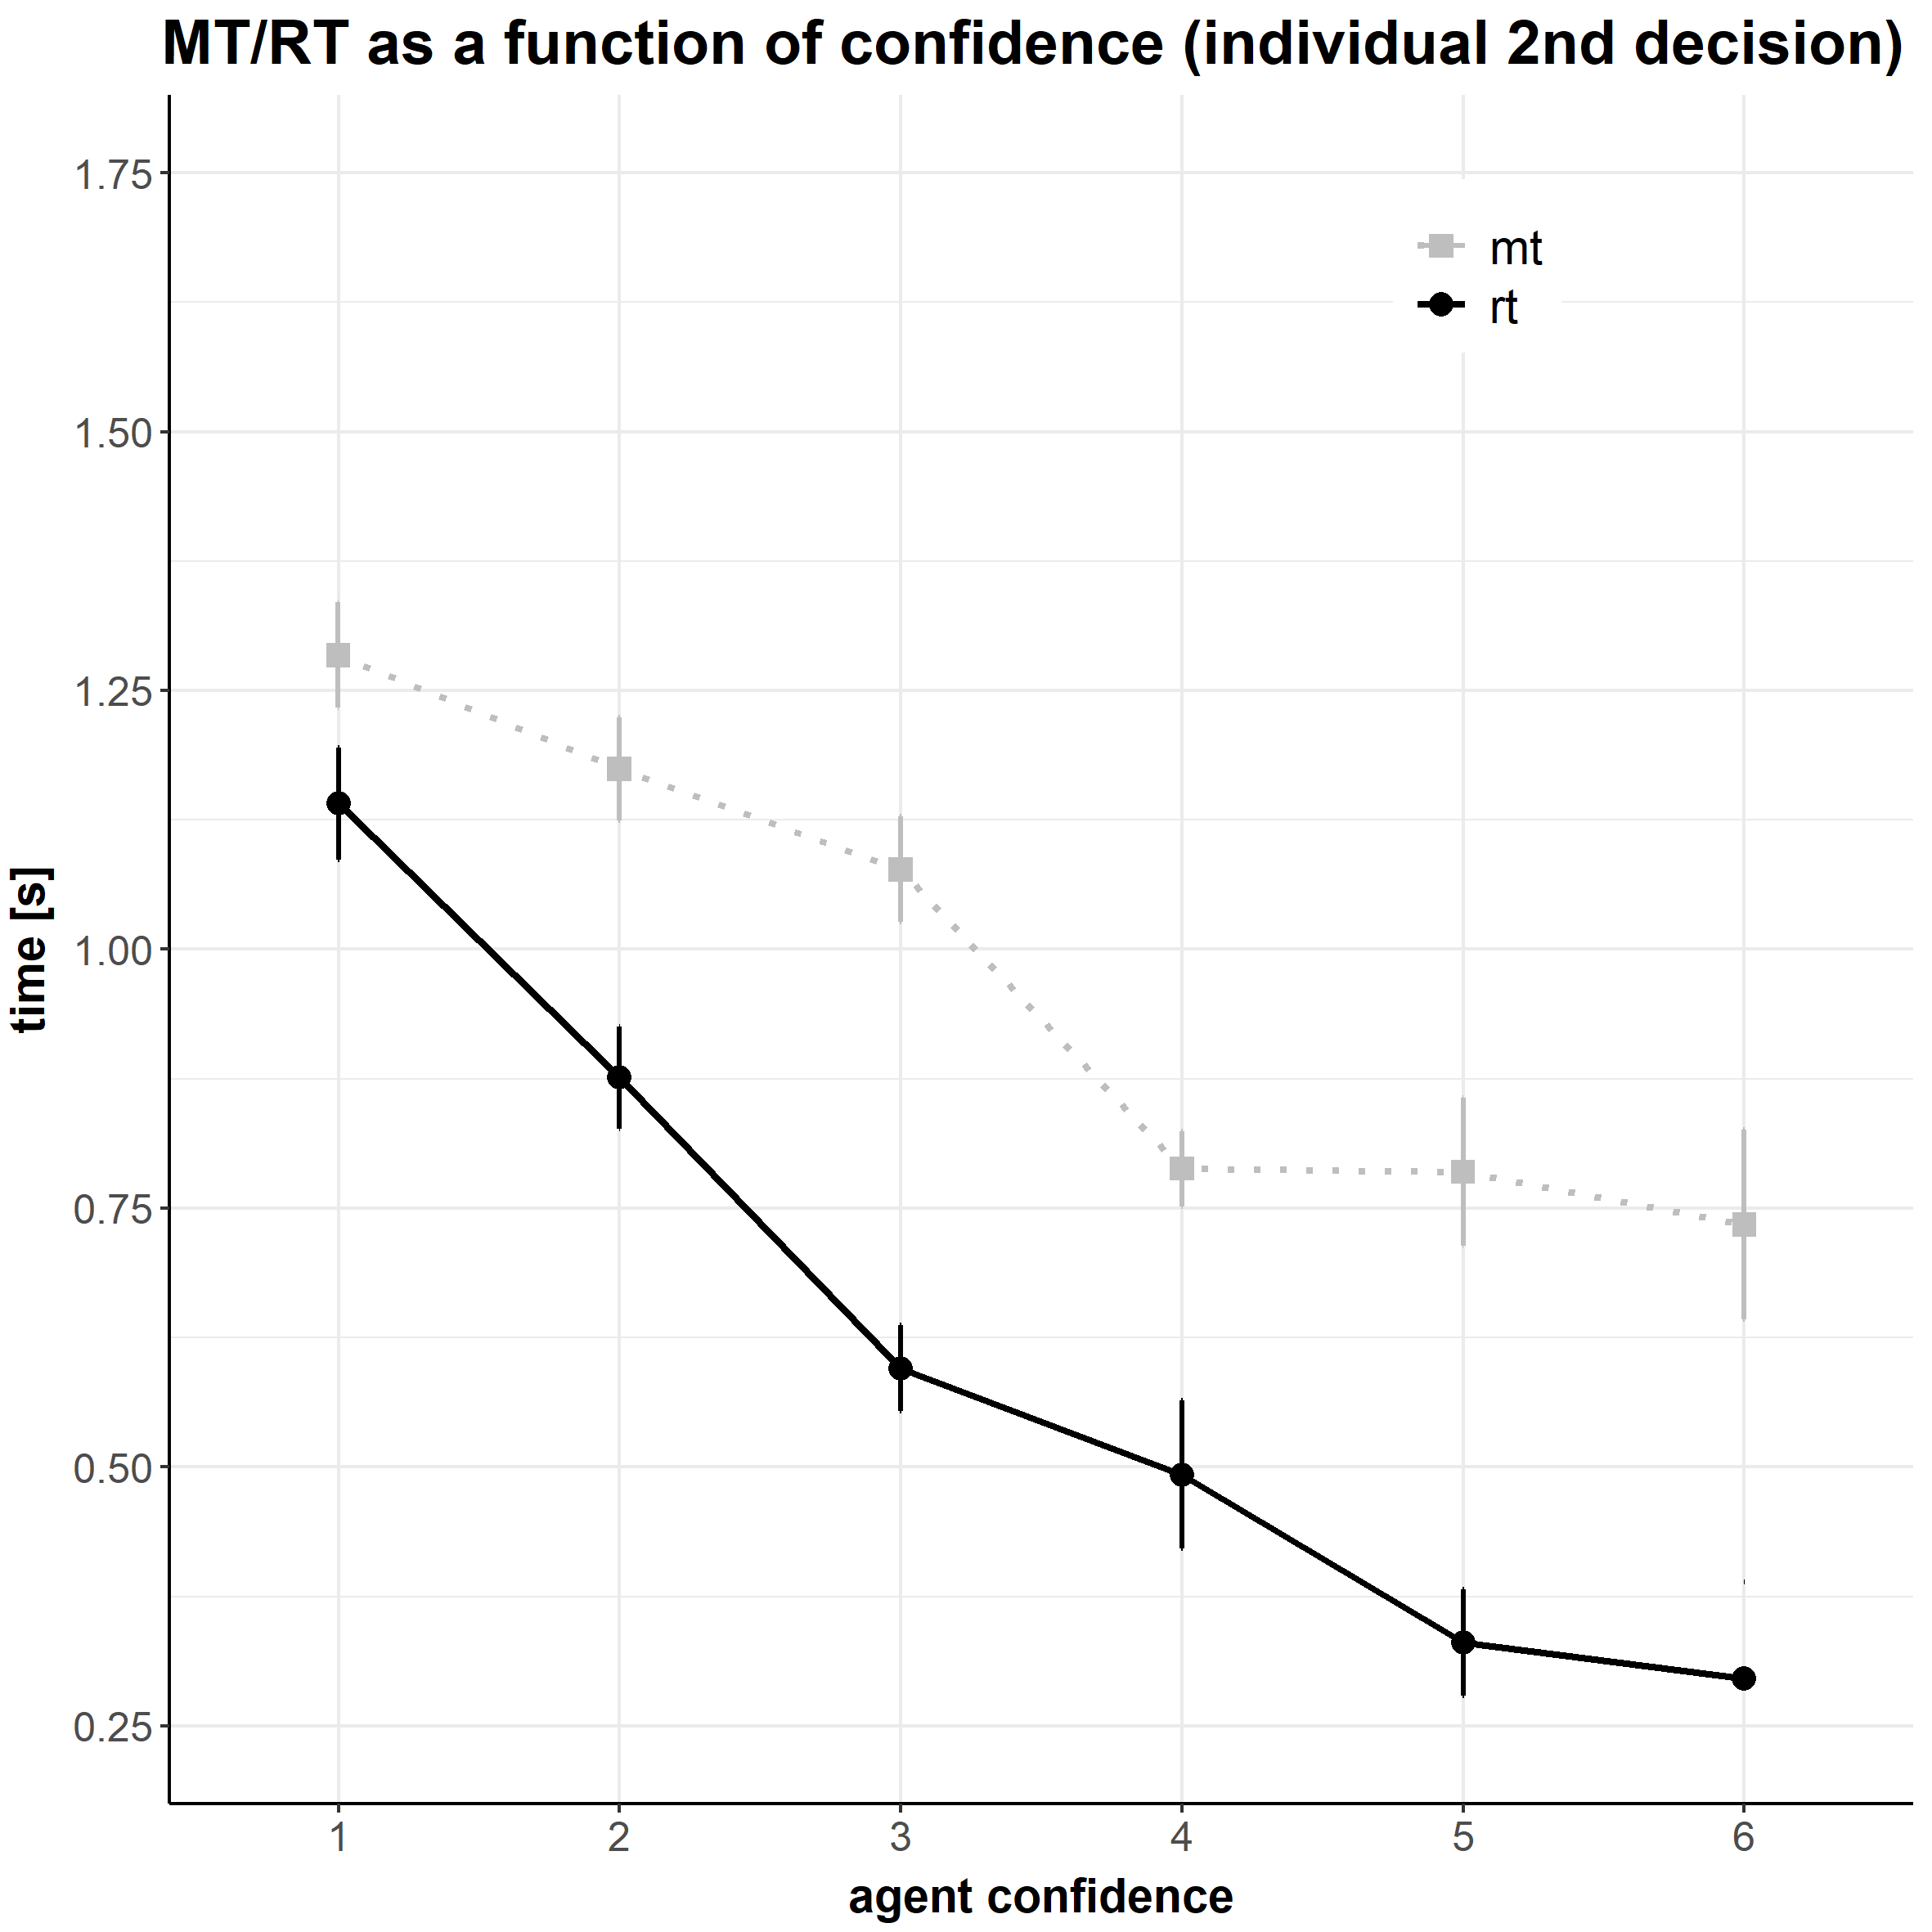 MT/RT as a function of confidence (individual 2nd decision)
1.75
1.50
1.25
1.00
0.75
0.50
0.25
time [s]
mt
rt
1 2 3 4 5 6
agent confidence